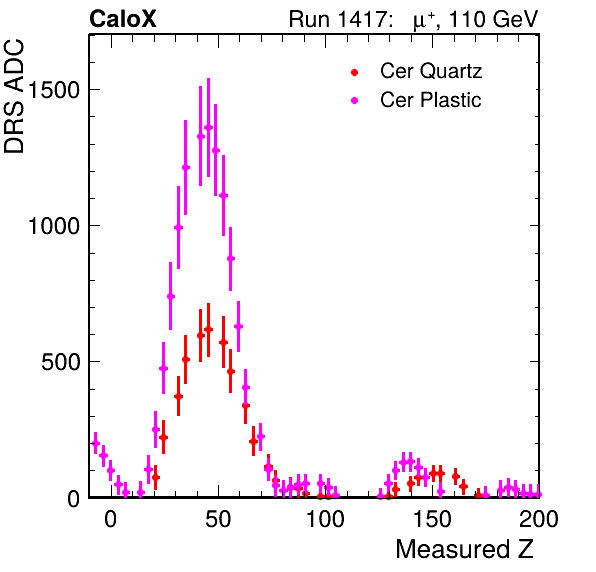 CaloX Run 1417: μ⁺, 110 GeV
DRS ADC
Cer Quartz
Cer Plastic
1500
1000
500
0
0 50 100 150 200
Measured Z